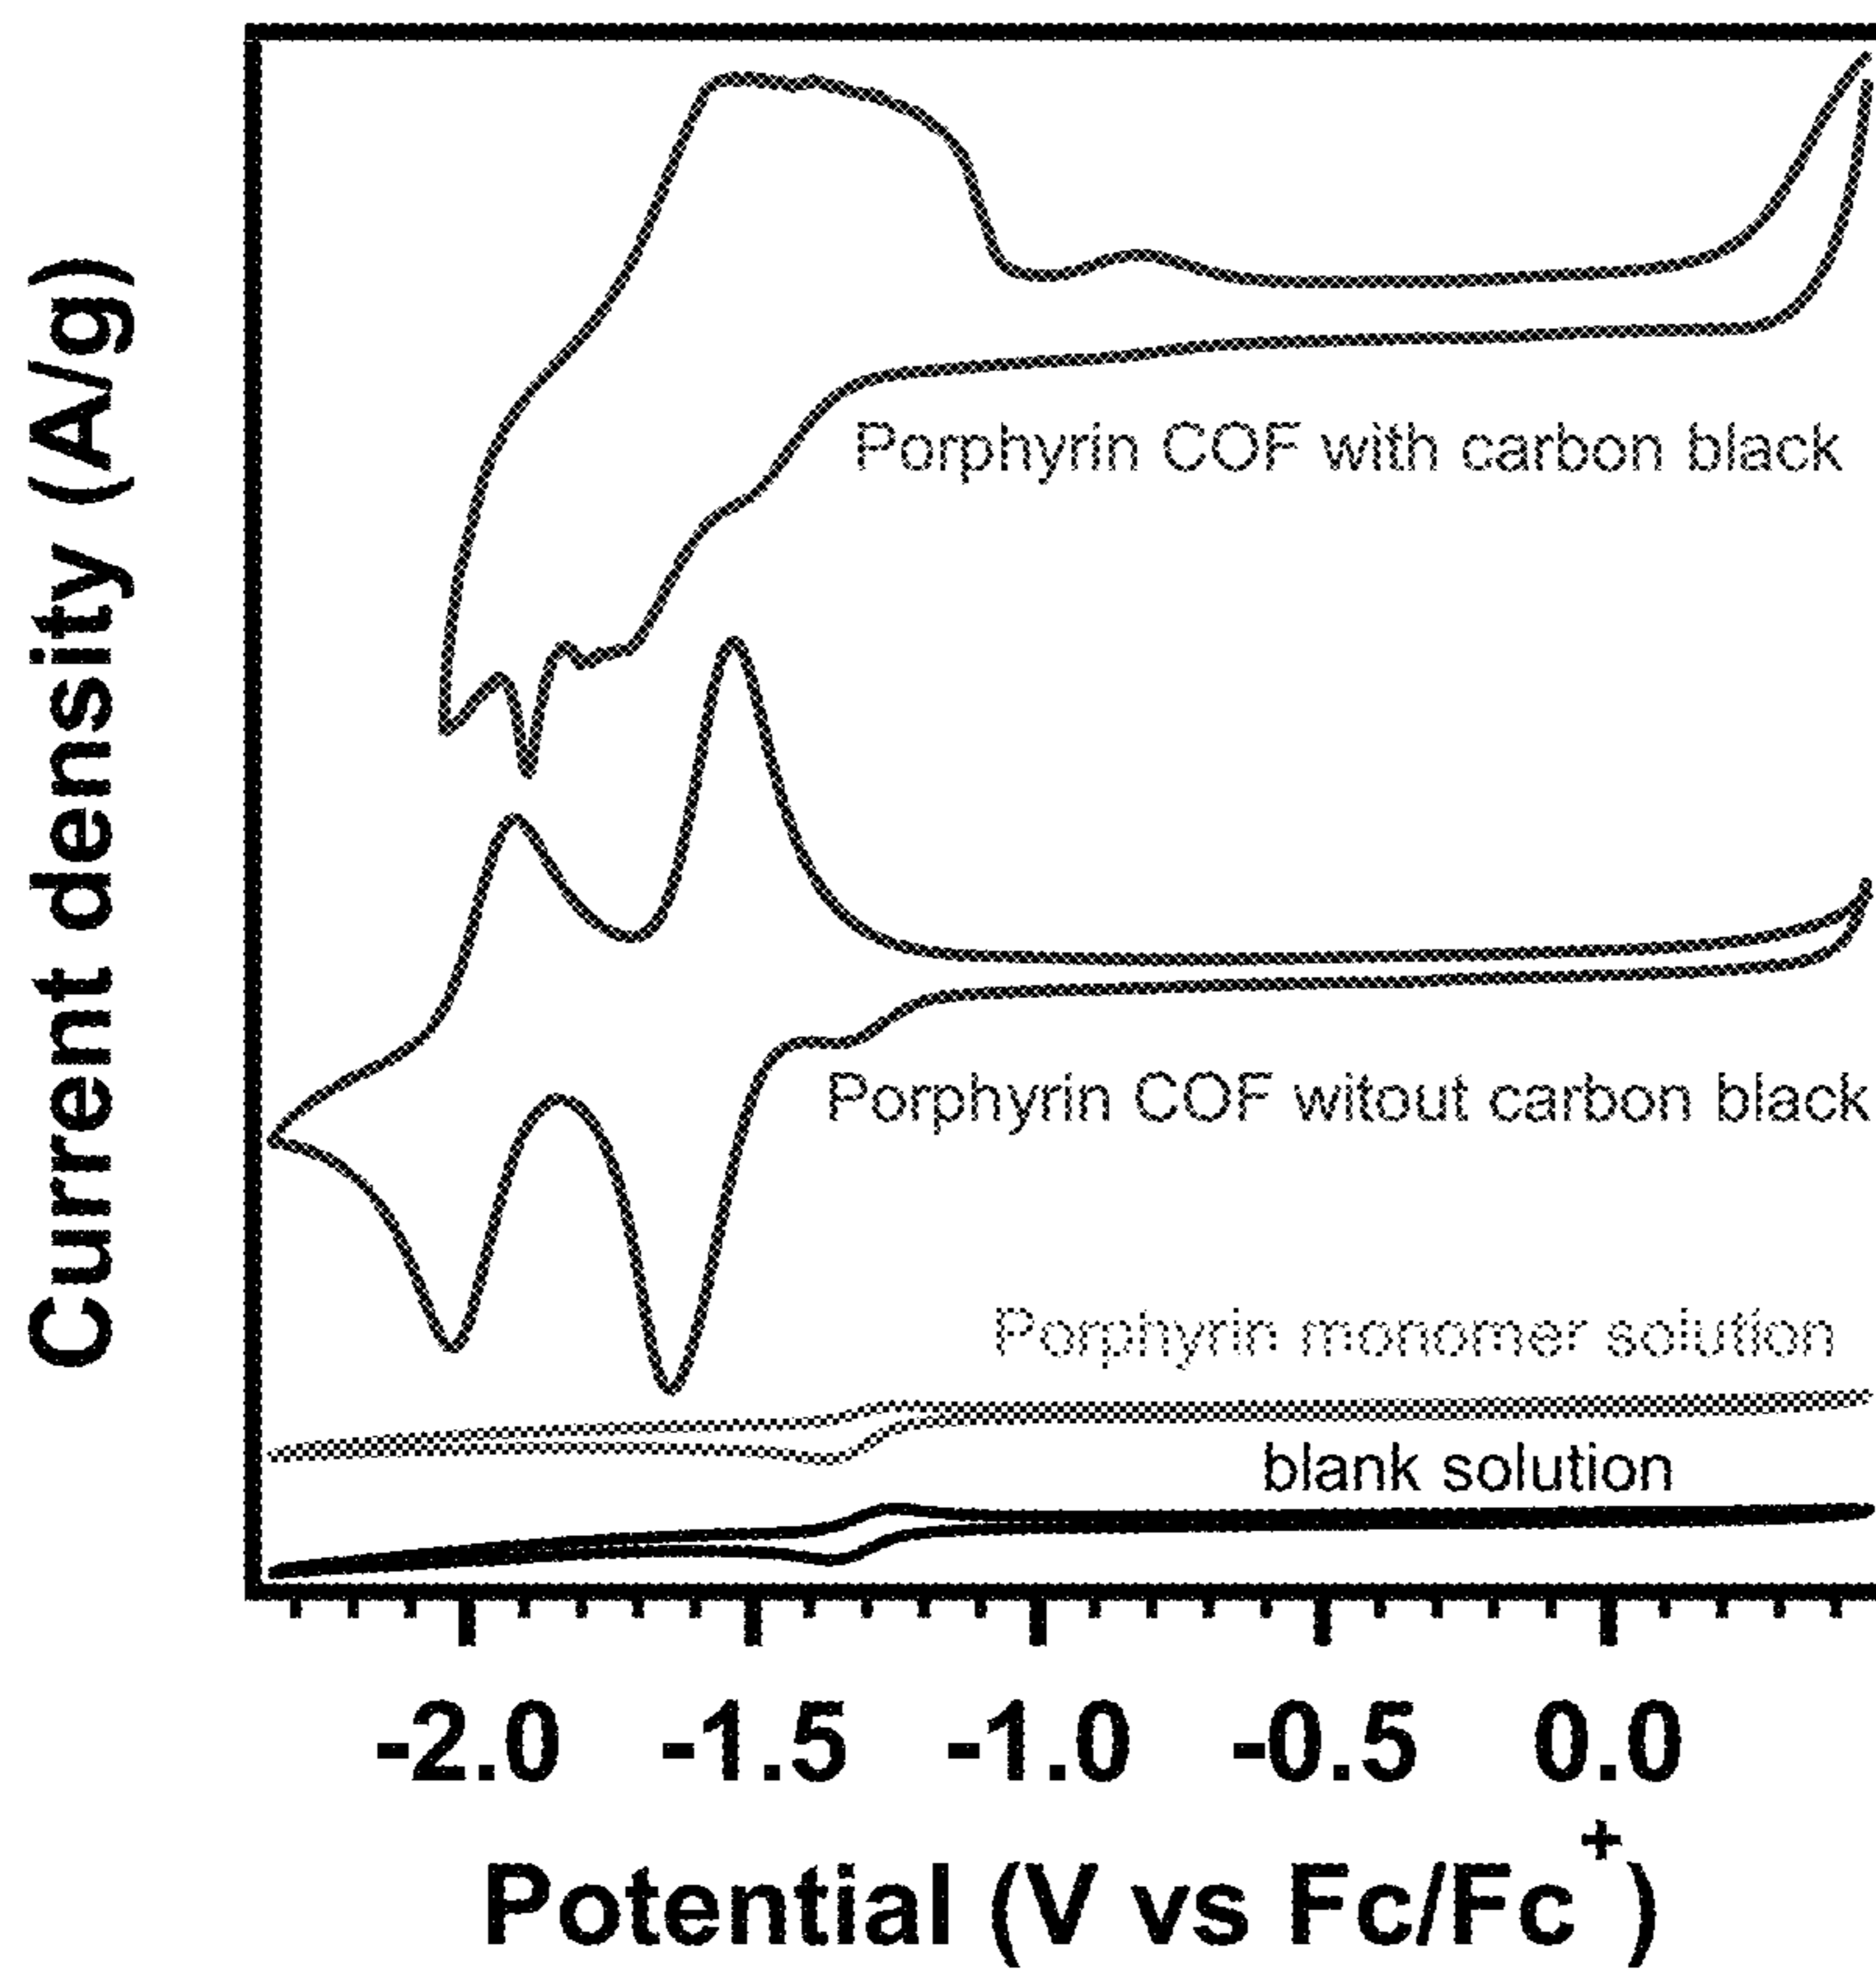 Current density (A/g)
Porphyrin COF with carbon black
Porphyrin COF witout carbon black
Porphyrin monomer solution
blank solution
-2.0 -1.5 -1.0 -0.5 0.0
Potential (V vs Fc/Fc⁺)